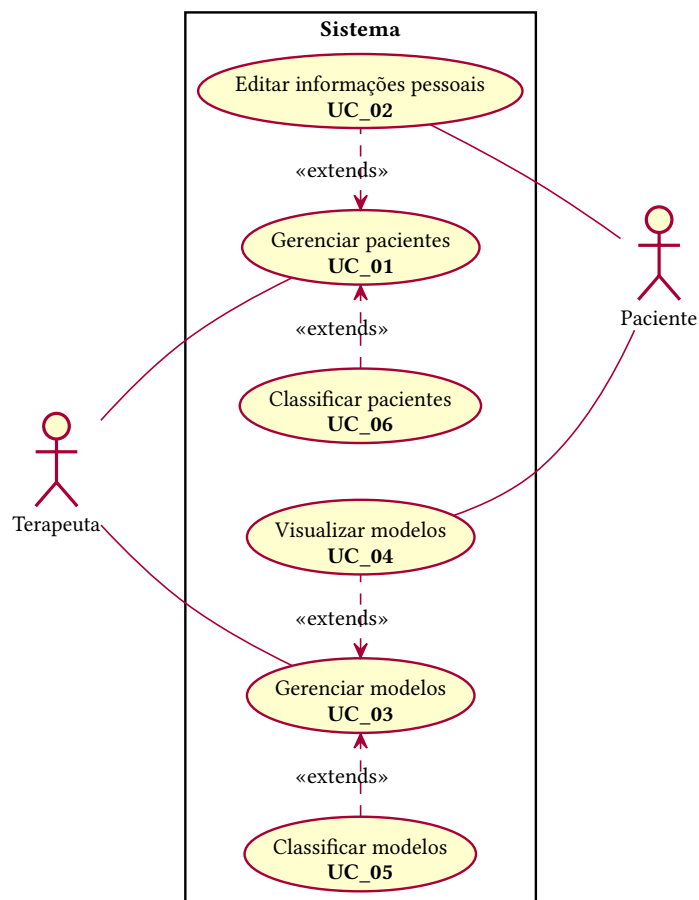 Sistema
Editar informações pessoais
UC_02
«extends»
Gerenciar pacientes
UC_01
Paciente
«extends»
Classificar pacientes
UC_06
Terapeuta
Visualizar modelos
UC_04
«extends»
Gerenciar modelos
UC_03
«extends»
Classificar modelos
UC_05